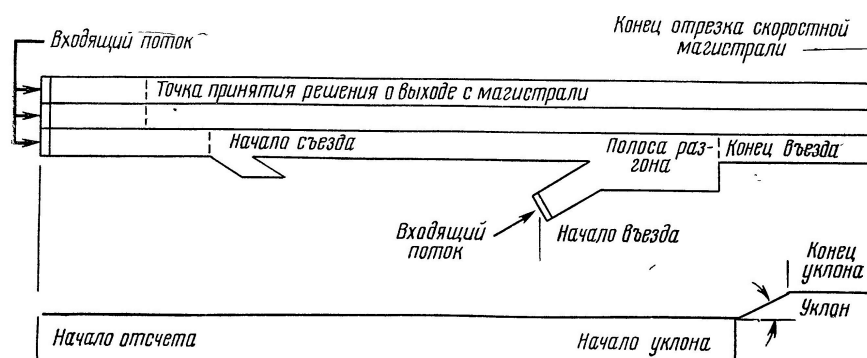 Входящий поток
Конец отрезка скоростной
магистрали
Точка принятия решения о выходе с магистрали
Начало съезда
Полоса раз-
гона
Конец въезда
Входящий
поток
Начало въезда
Конец
уклона
Уклон
Начало отсчета
Начало уклона